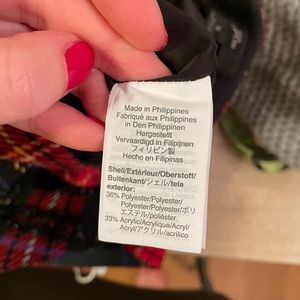 Made in Philippines
Fabriqué aux Philippines
in Den Philippinen
Hergestellt
Vervaardigd in Filipijnen
フィリピン製
Hecho en Filipinas
Shell/Extérieur/Oberstoff/
Buitenkant/シェル/tela
exterior:
36% Polyester/Polyester/
Polyester/Polyester/ポリ
エステル/poliéster
33% Acrylic/Acrylique/Acryl/
Acryl/アクリル/acrílico